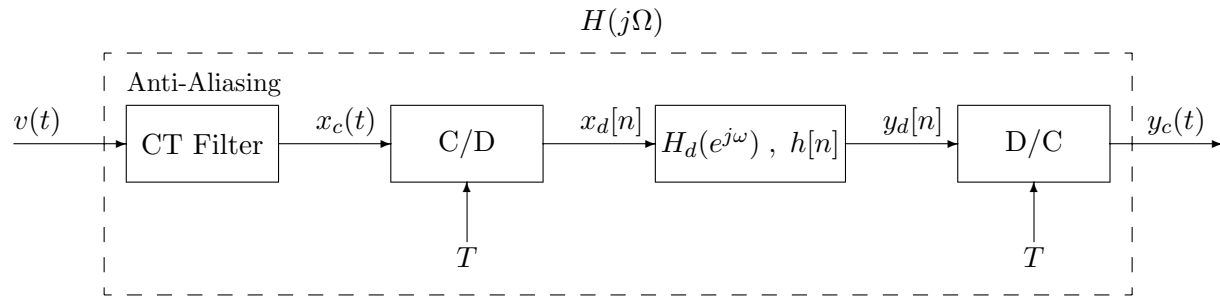 H(jΩ)
Anti-Aliasing
v(t)
CT Filter
x_c(t)
C/D
x_d[n]
H_d(e^{jω}) , h[n]
y_d[n]
D/C
y_c(t)
T
T